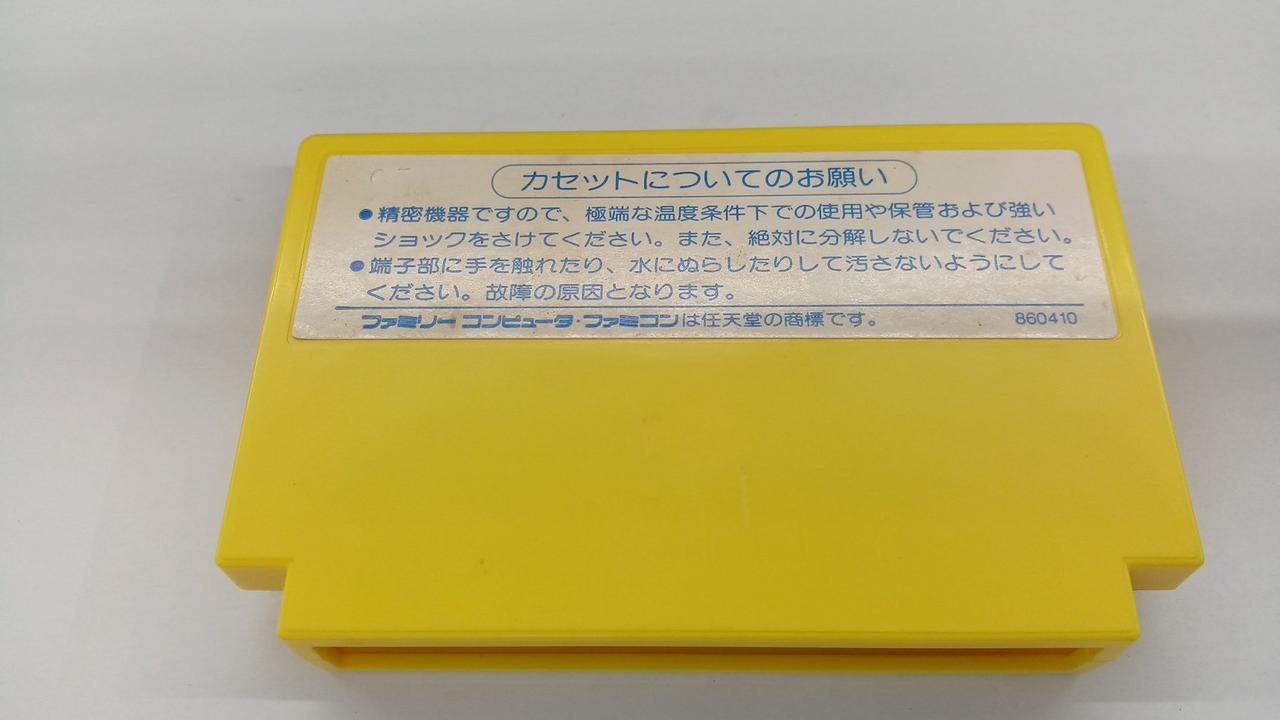 カセットについてのお願い
●精密機器ですので、極端な温度条件下での使用や保管および強い
ショックをさけてください。また、絶対に分解しないでください。
●端子部に手を触れたり、水にぬらしたりして汚さないようにして
ください。故障の原因となります。
ファミリー コンピュータ・ファミコンは任天堂の商標です。 860410